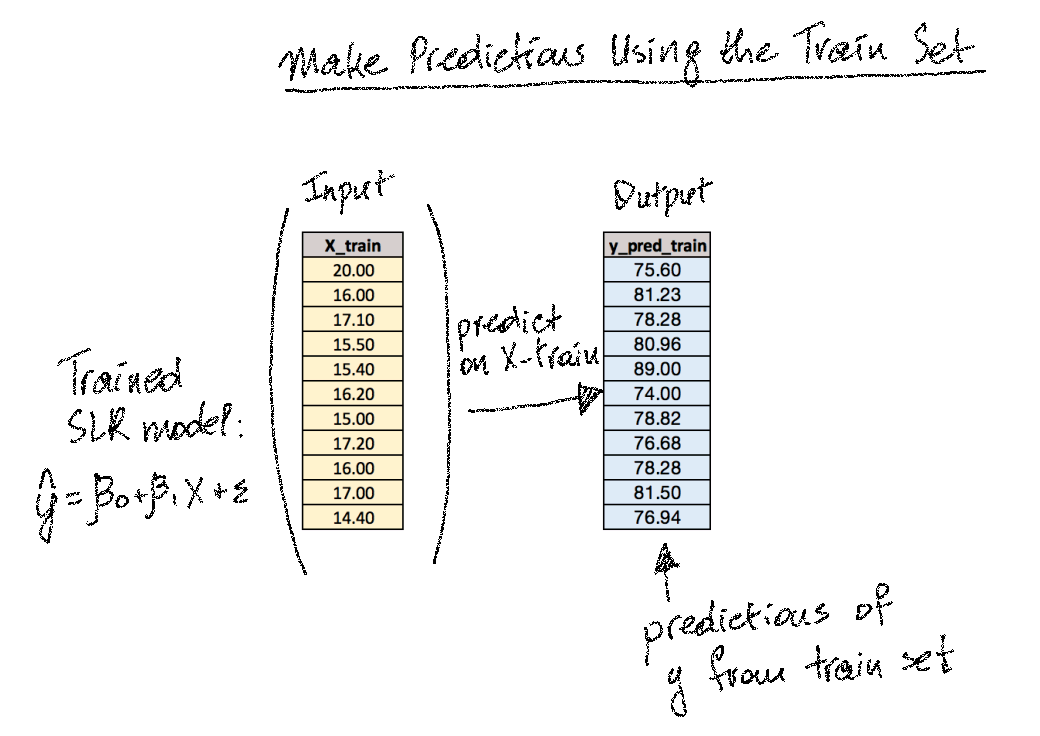 Make Predictions Using the Train Set
Input
Output
X_train
y_pred_train
20.00 75.60
16.00 81.23
17.10 78.28
15.50 80.96
15.40 89.00
16.20 74.00
15.00 78.82
17.20 76.68
16.00 78.28
17.00 81.50
14.40 76.94
Trained
SLR model:
ŷ = β₀ + β₁ X + ε
predict
on X-train
predictions of
y from train set